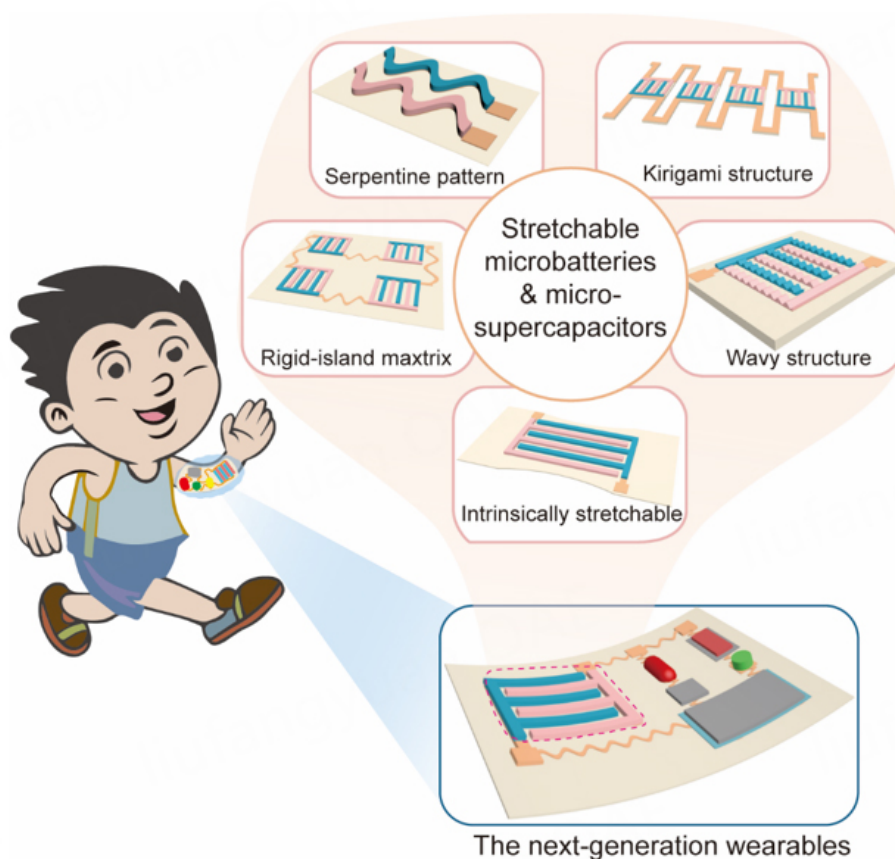 Serpentine pattern
Kirigami structure
Stretchable
microbatteries
& micro-
supercapacitors
Rigid-island maxtrix
Wavy structure
Intrinsically stretchable
The next-generation wearables